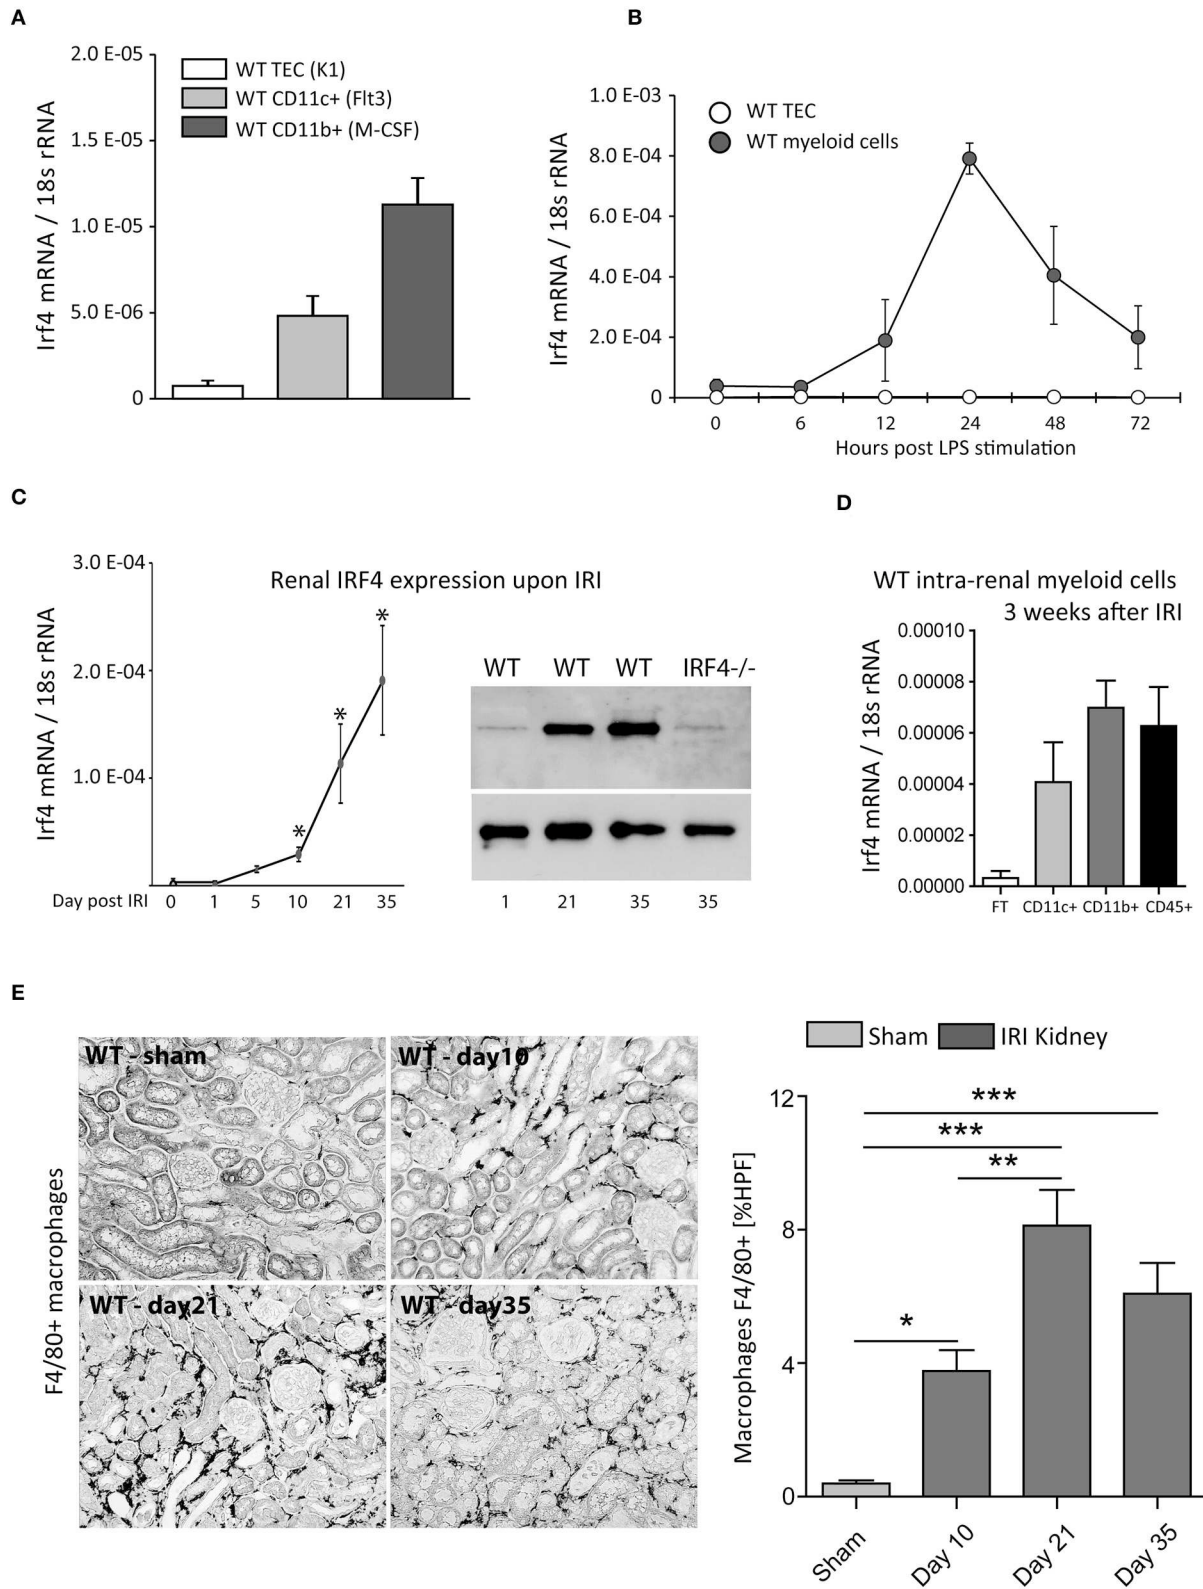 A
Irf4 mRNA / 18s rRNA
2.0 E-05
1.5 E-05
1.0 E-05
5.0 E-06
0
WT TEC (K1)
WT CD11c+ (Flt3)
WT CD11b+ (M-CSF)
B
Irf4 mRNA / 18s rRNA
1.0 E-03
8.0 E-04
6.0 E-04
4.0 E-04
2.0 E-04
0
WT TEC
WT myeloid cells
0 6 12 24 48 72
Hours post LPS stimulation
C
Irf4 mRNA / 18s rRNA
3.0 E-04
2.0 E-04
1.0 E-04
Renal IRF4 expression upon IRI
*
*
*
Day post IRI 0 1 5 10 21 35
WT WT WT IRF4-/-
1 21 35 35
D
WT intra-renal myeloid cells
3 weeks after IRI
Irf4 mRNA / 18s rRNA
0.00010
0.00008
0.00006
0.00004
0.00002
0.00000
FT CD11c+ CD11b+ CD45+
E
F4/80+ macrophages
WT - sham
WT - day10
WT - day21
WT - day35
Sham IRI Kidney
Macrophages F4/80+ [%HPF]
12
8
4
0
***
***
**
*
Sham Day 10 Day 21 Day 35